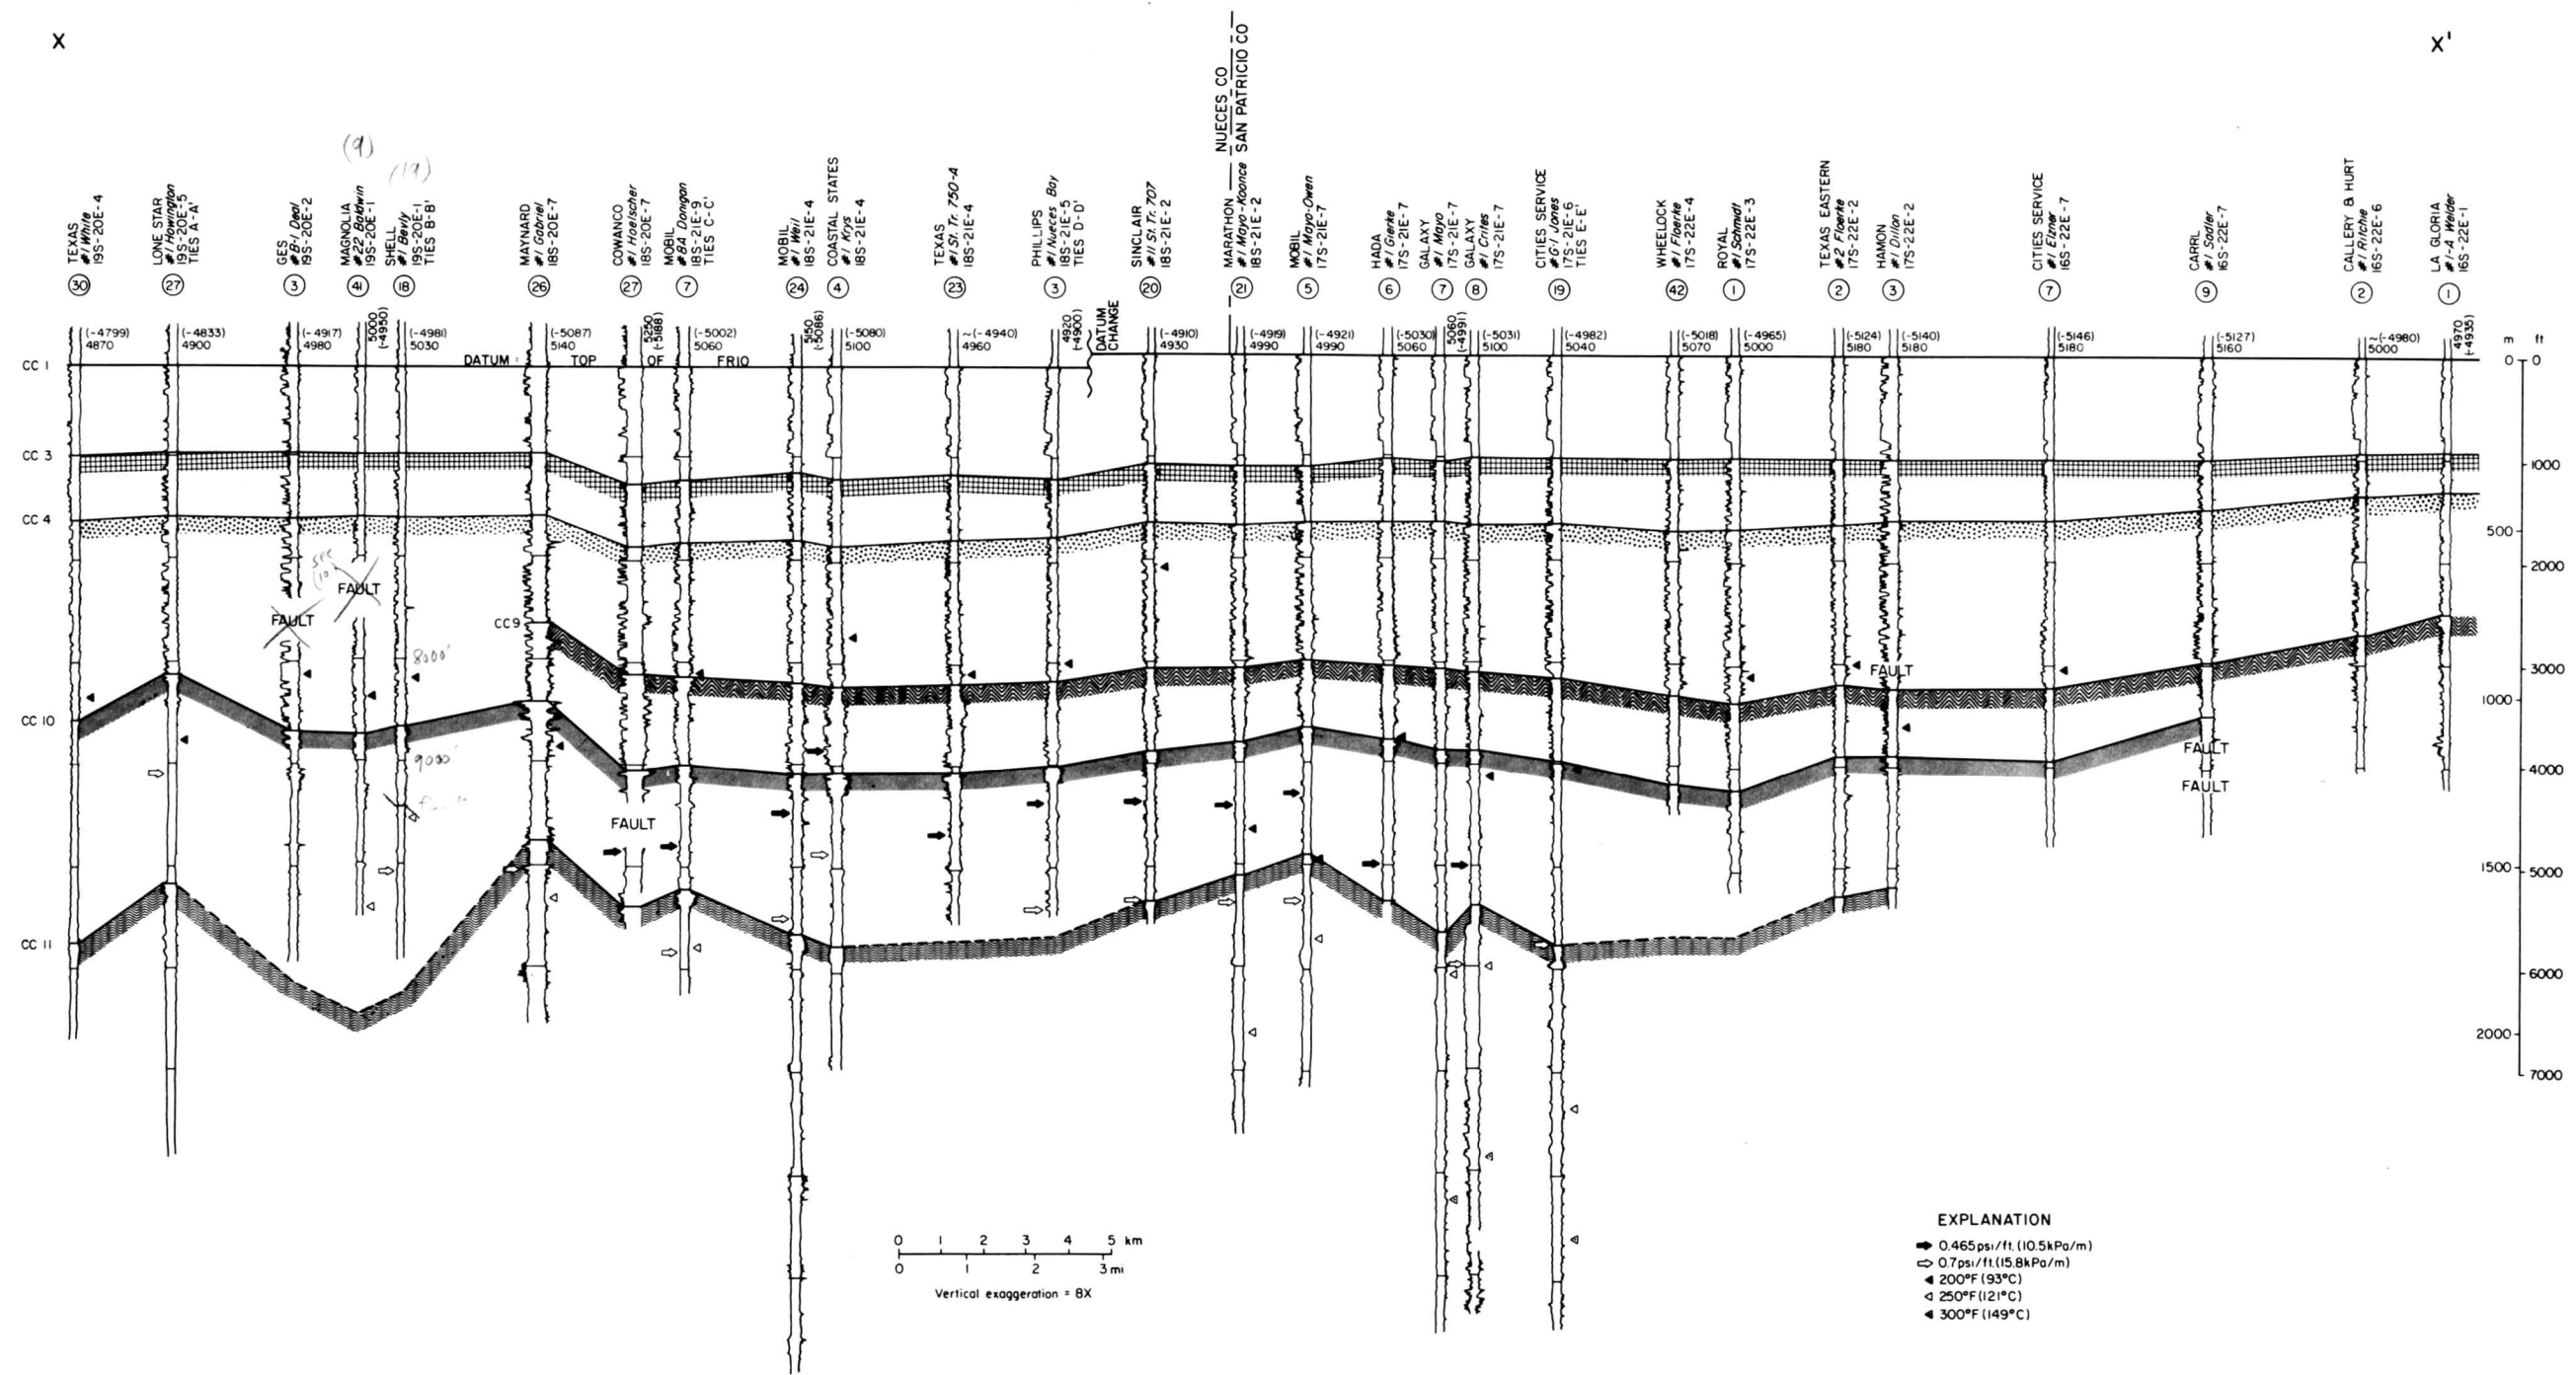 X
X'
NUECES CO
SAN PATRICIO CO
(9)
(19)
TEXAS
#1 White
19S-20E-4
LONE STAR
#1 Howington
19S-20E-5
TIES A-A'
GES
#B-1 Deal
19S-20E-2
MAGNOLIA
#22 Baldwin
19S-20E-1
SHELL
#1 Bevly
19S-20E-1
TIES B-B'
MAYNARD
#1 Gabriel
18S-20E-7
COWANCO
#1 Hoelscher
18S-20E-7
MOBIL
#8A Donigan
18S-21E-9
TIES C-C'
MOBIL
#1 Weil
18S-21E-4
COASTAL STATES
#1 Krys
18S-21E-4
TEXAS
#1 St. Tr. 750-A
18S-21E-4
PHILLIPS
#1 Nueces Bay
18S-21E-5
TIES D-D'
SINCLAIR
#11 St. Tr. 707
18S-21E-2
MARATHON
#1 Mayo-Koonce
18S-21E-2
MOBIL
#1 Mayo-Owen
17S-21E-7
HADA
#1 Gierke
17S-21E-7
GALAXY
#1 Mayo
17S-21E-7
GALAXY
#1 Crites
17S-21E-7
CITIES SERVICE
#G-1 Jones
17S-21E-6
TIES E-E'
WHEELOCK
#1 Floerke
17S-22E-4
ROYAL
#1 Schmidt
17S-22E-3
TEXAS EASTERN
#2 Floerke
17S-22E-2
HAMON
#1 Dillon
17S-22E-2
CITIES SERVICE
#1 Elzner
16S-22E-7
CARRL
#1 Sadler
16S-22E-7
CALLERY & HURT
#1 Ritchie
16S-22E-6
LA GLORIA
#1-A Welder
16S-22E-1
30 27 3 41 18 26 27 7 24 4 23 3 20 21 5 6 7 8 19 42 1 2 3 7 9 2 1
(-4799)
4870
(-4833)
4900
(-4917)
4980
5000
(-4950)
(-4981)
5030
(-5087)
5140
5250
(-5188)
(-5002)
5060
5150
(-5086)
(-5080)
5100
~(-4940)
4960
4920
(-4900)
DATUM
CHANGE
(-4910)
4930
(-4919)
4990
(-4921)
4990
(-5030)
5060
5060
(-4991)
(-5031)
5100
(-4982)
5040
(-5018)
5070
(-4965)
5000
(-5124)
5180
(-5140)
5180
(-5146)
5180
(-5127)
5160
~(-4980)
5000
4970
(-4935)
DATUM: TOP OF FRIO
m ft
0 0
1000
500
2000
3000
1000
4000
1500
5000
6000
2000
7000
CC 1
CC 3
CC 4
CC 9
CC 10
CC 11
FAULT
FAULT
8000'
9000'
FAULT
FAULT
FAULT
FAULT
0 1 2 3 4 5 km
0 1 2 3 mi
Vertical exaggeration = 8X
EXPLANATION
0.465psi/ft.(10.5kPa/m)
0.7psi/ft.(15.8kPa/m)
200°F(93°C)
250°F(121°C)
300°F(149°C)